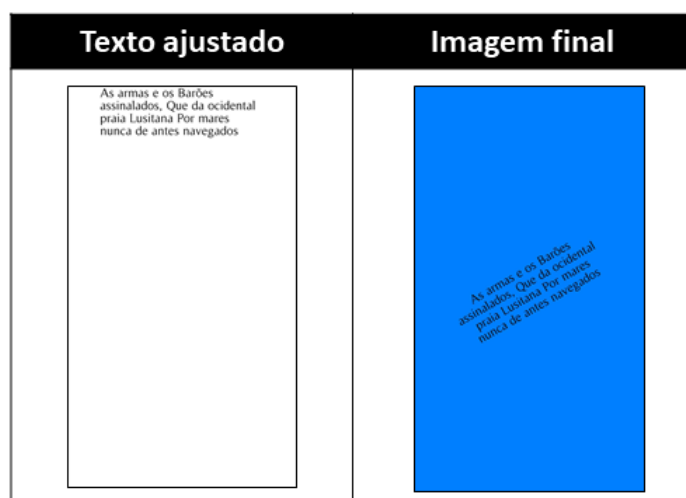 Texto ajustado
Imagem final
As armas e os Barões
assinalados, Que da ocidental
praia Lusitana Por mares
nunca de antes navegados
As armas e os Barões
assinalados, Que da ocidental
praia Lusitana Por mares
nunca de antes navegados